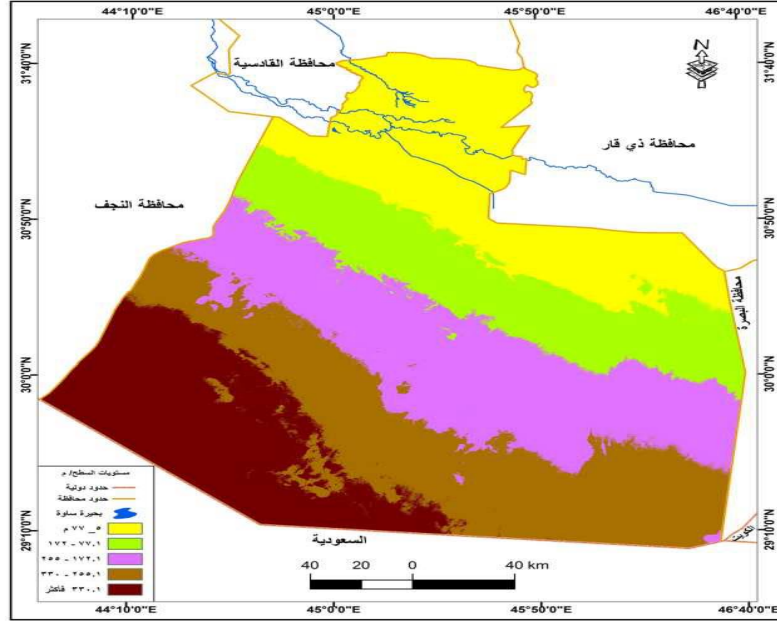 44°10'0"E 45°0'0"E 45°50'0"E 46°40'0"E
31°40'0"N
31°40'0"N
N
محافظة القادسية
محافظة ذي قار
محافظة النجف
30°50'0"N
30°50'0"N
محافظة البصرة
30°0'0"N
30°0'0"N
مستويات السطح/ م
حدود دولية
حدود محافظة
بحيرة ساوة
٥_ ٧٧ م
٧٧.١ - ١٧٢
١٧٢.١ - ٢٥٥
٢٥٥.١ - ٣٣٠
٣٣٠.١ فأكثر
29°10'0"N
29°10'0"N
السعودية
الكويت
40 20 0 40 km
44°10'0"E 45°0'0"E 45°50'0"E 46°40'0"E